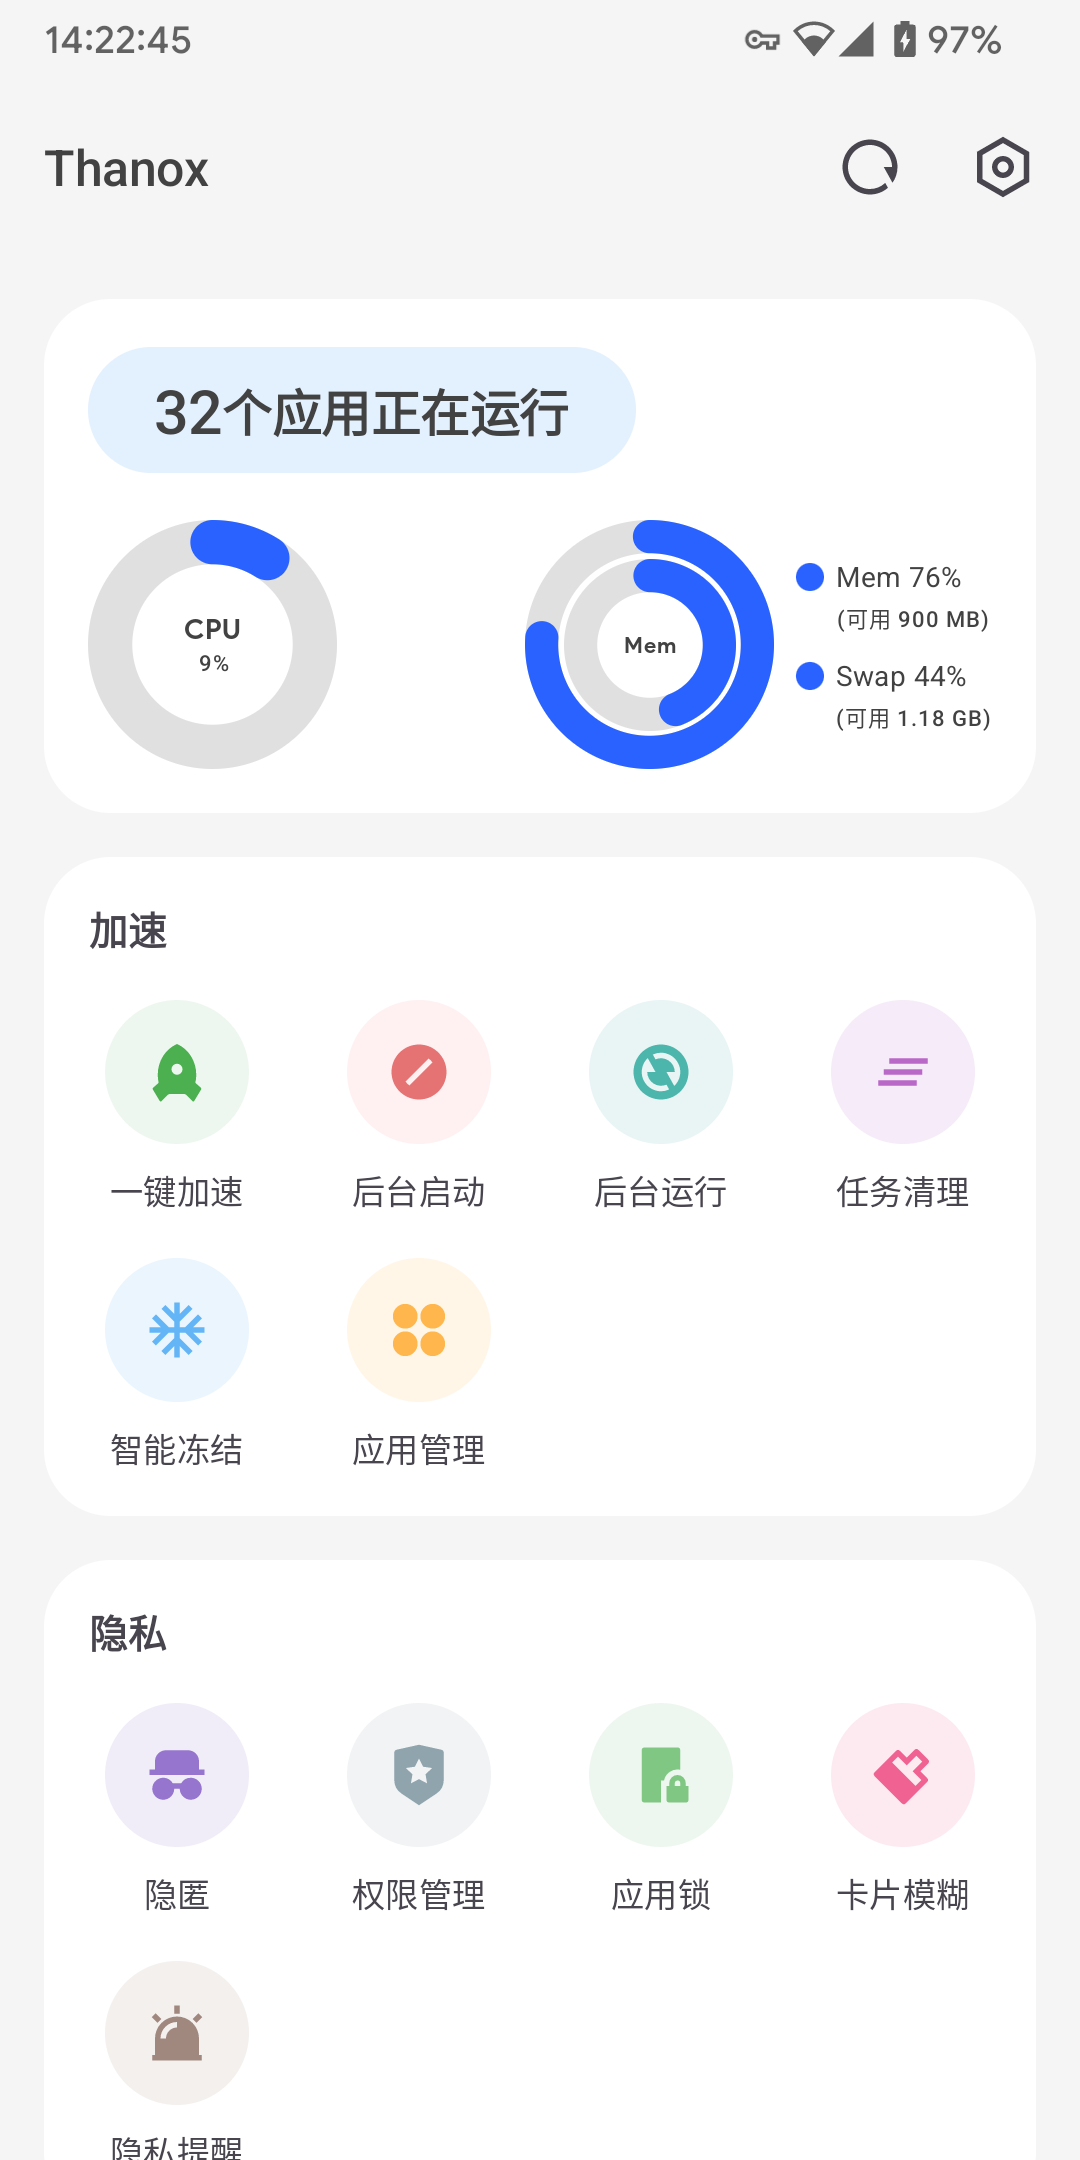 14:22:45
97%
Thanox
32个应用正在运行
CPU
9%
Mem
Mem 76%
(可用 900 MB)
Swap 44%
(可用 1.18 GB)
加速
一键加速
后台启动
后台运行
任务清理
智能冻结
应用管理
隐私
隐匿
权限管理
应用锁
卡片模糊
隐私提醒